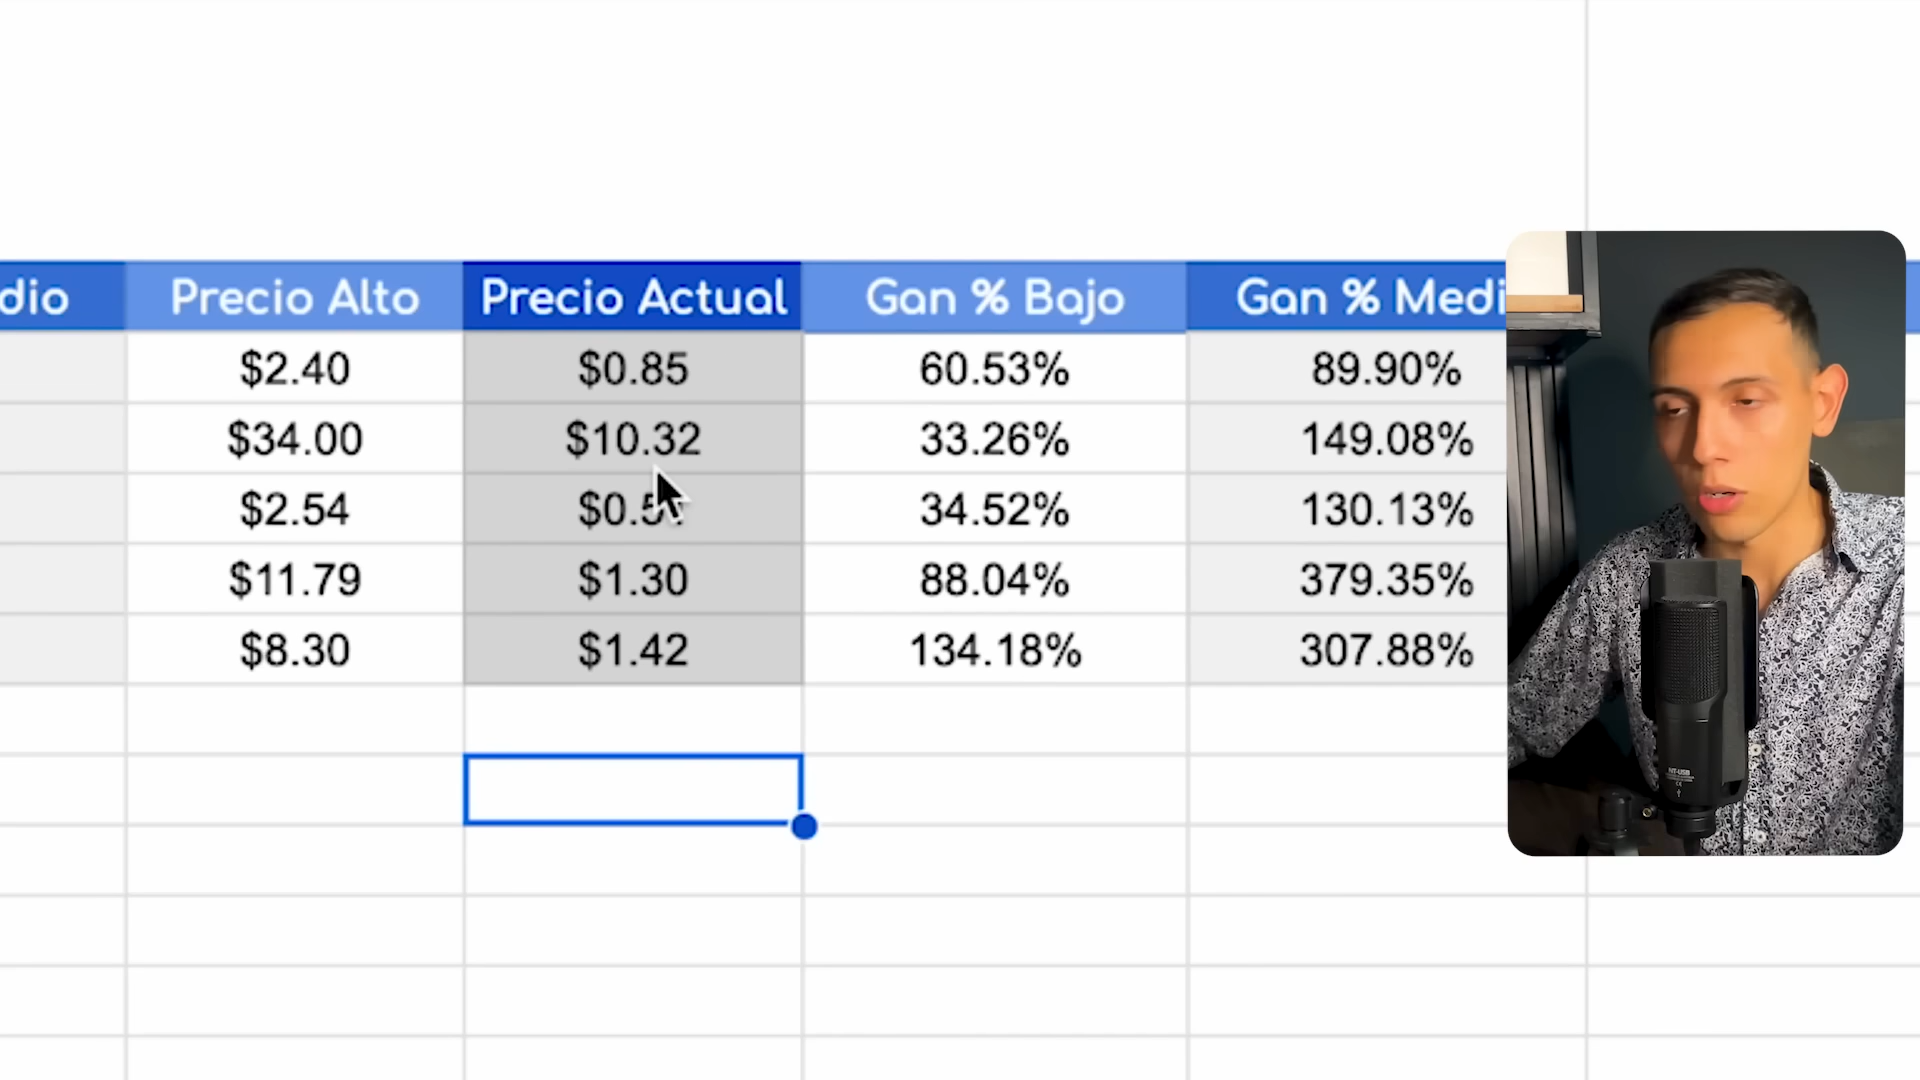 dio Precio Alto Precio Actual Gan % Bajo Gan % Medi
$2.40 $0.85 60.53% 89.90%
$34.00 $10.32 33.26% 149.08%
$2.54 34.52% 130.13%
$11.79 $1.30 88.04% 379.35%
$8.30 $1.42 134.18% 307.88%
NT-USB